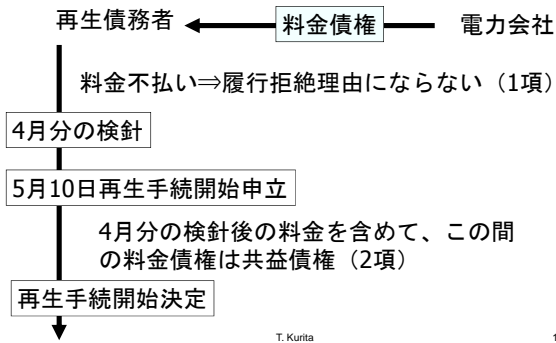 再生債務者 料金債権 電力会社
料金不払い⇒履行拒絶理由にならない（1項）
4月分の検針
5月10日再生手続開始申立
4月分の検針後の料金を含めて、この間
の料金債権は共益債権（2項）
再生手続開始決定
T. Kurita 1